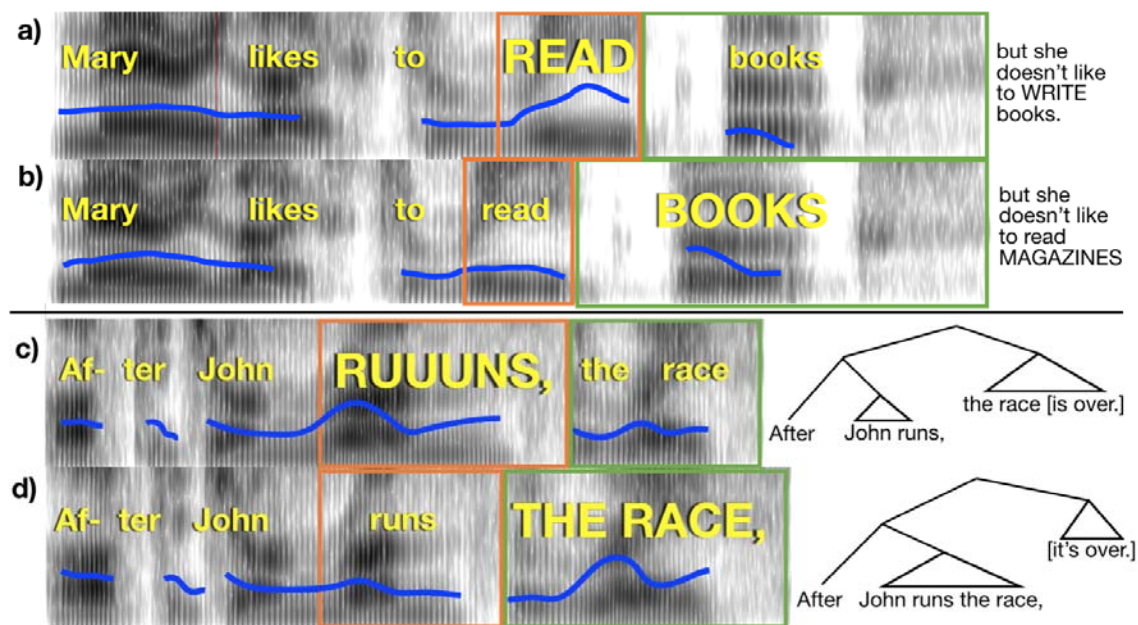 a) Mary likes to READ books
but she
doesn't like
to WRITE
books.
b) Mary likes to read BOOKS
but she
doesn't like
to read
MAGAZINES
c) Af- ter John RUUUNS, the race
After John runs, the race [is over.]
d) Af- ter John runs THE RACE,
[it's over.]
After John runs the race,